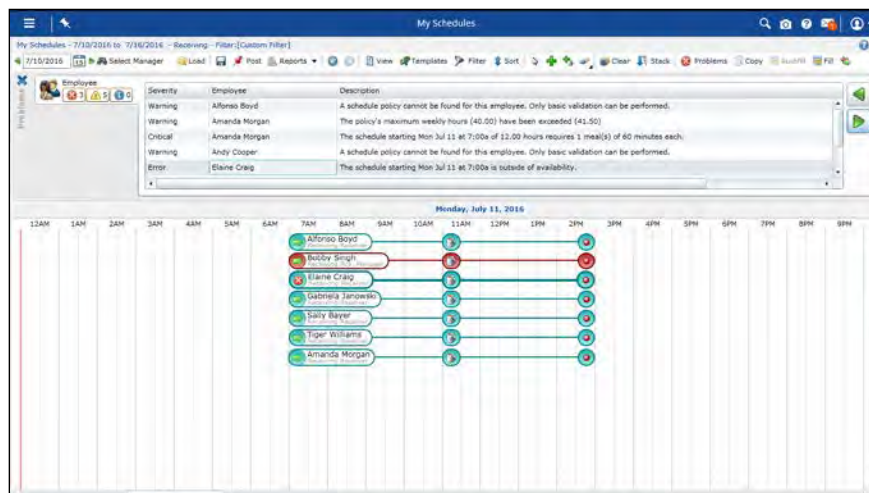 My Schedules
My Schedules - 7/10/2016 to 7/16/2016 - Receiving - Filter:[Custom Filter]
7/10/2016 Select Manager Load Post Reports View Templates Filter Sort Clear Stack Problems Copy Fill
Problems
Employee
3 5 0
Severity Employee Description
Warning Alfonso Boyd A schedule policy cannot be found for this employee. Only basic validation can be performed.
Warning Amanda Morgan The policy's maximum weekly hours (40.00) have been exceeded (41.50)
Critical Amanda Morgan The schedule starting Mon Jul 11 at 7:00a of 12.00 hours requires 1 meal(s) of 60 minutes each.
Warning Andy Cooper A schedule policy cannot be found for this employee. Only basic validation can be performed.
Error Elaine Craig The schedule starting Mon Jul 11 at 7:00a is outside of availability.
Monday, July 11, 2016
12AM 1AM 2AM 3AM 4AM 5AM 6AM 7AM 8AM 9AM 10AM 11AM 12PM 1PM 2PM 3PM 4PM 5PM 6PM 7PM 8PM 9PM
Alfonso Boyd
Bobby Singh
Elaine Craig
Gabriela Janowski
Sally Bayer
Tiger Williams
Amanda Morgan